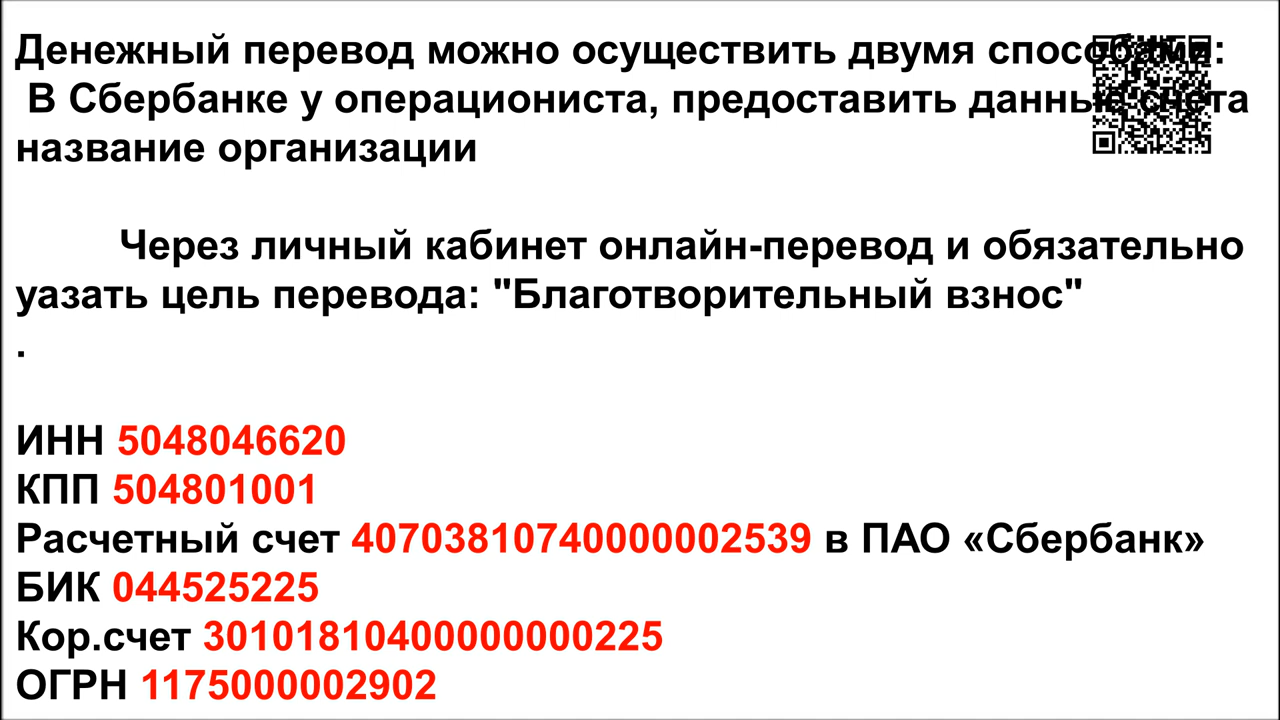 Денежный перевод можно осуществить двумя способами:
В Сбербанке у операциониста, предоставить данные счета
название организации
Через личный кабинет онлайн-перевод и обязательно
уазать цель перевода: "Благотворительный взнос"
.
ИНН 5048046620
КПП 504801001
Расчетный счет 40703810740000002539 в ПАО «Сбербанк»
БИК 044525225
Кор.счет 30101810400000000225
ОГРН 1175000002902